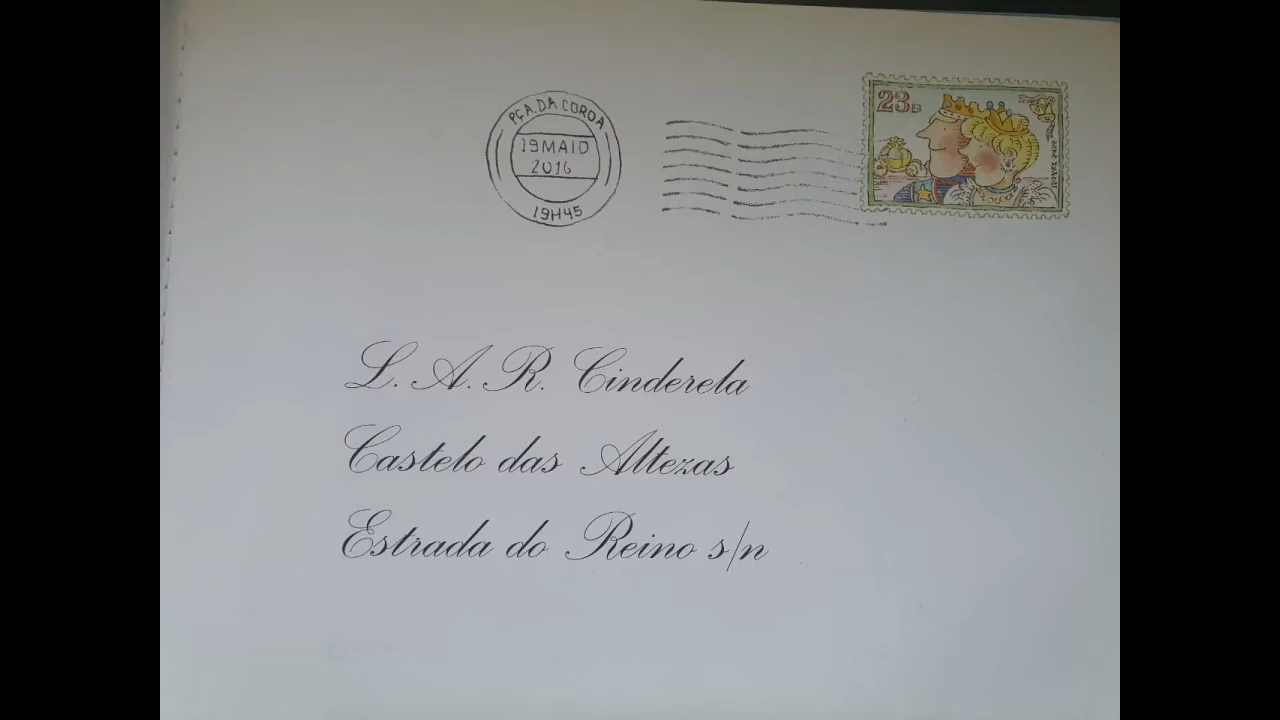 PÇA.DA COROA
19 MAIO
2016
19H45
23
L. A. R. Cinderela
Castelo das Altezas
Estrada do Reino s/n